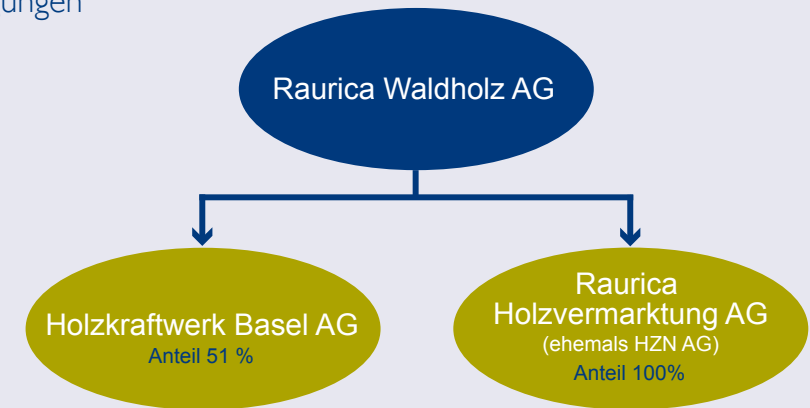 Raurica Waldholz AG
Holzkraftwerk Basel AG
Anteil 51 %
Raurica
Holzvermarktung AG
(ehemals HZN AG)
Anteil 100%